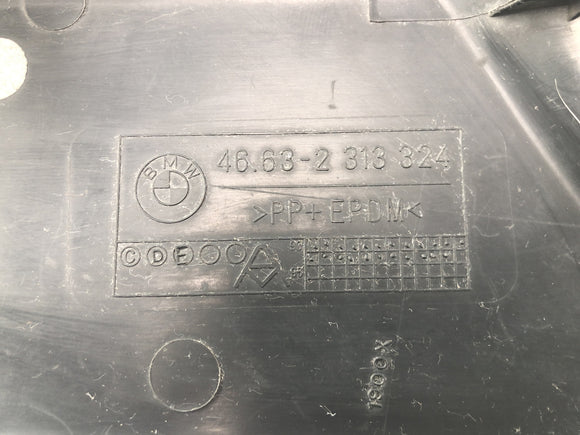 BMW
46.63-2 313 324
>PP+EPDM<
C D E